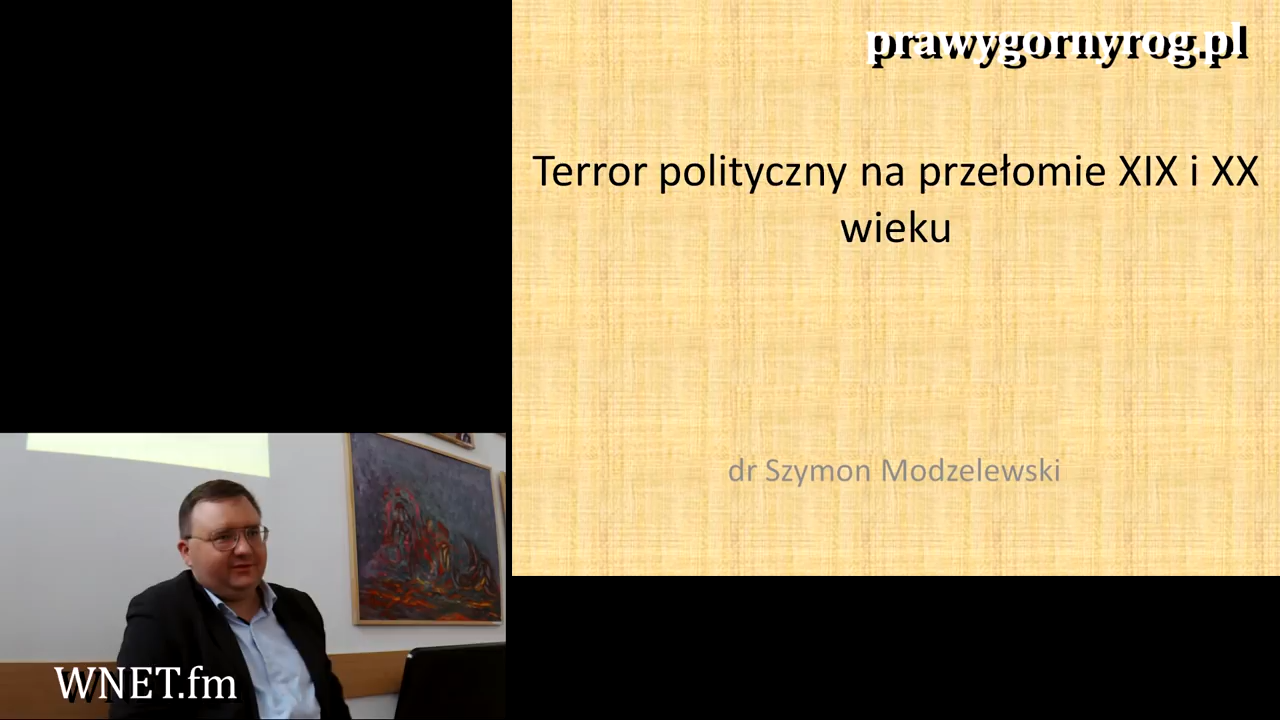 prawygornyrog.pl
Terror polityczny na przełomie XIX i XX
wieku
dr Szymon Modzelewski
WNET.fm